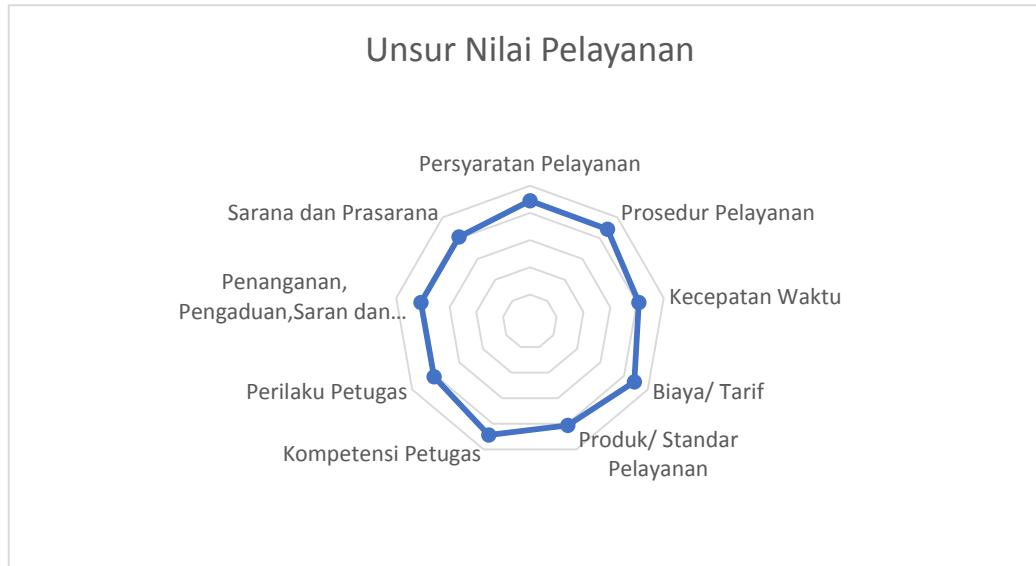 Unsur Nilai Pelayanan
Persyaratan Pelayanan
Prosedur Pelayanan
Kecepatan Waktu
Biaya/ Tarif
Produk/ Standar
Pelayanan
Kompetensi Petugas
Perilaku Petugas
Penanganan,
Pengaduan,Saran dan...
Sarana dan Prasarana